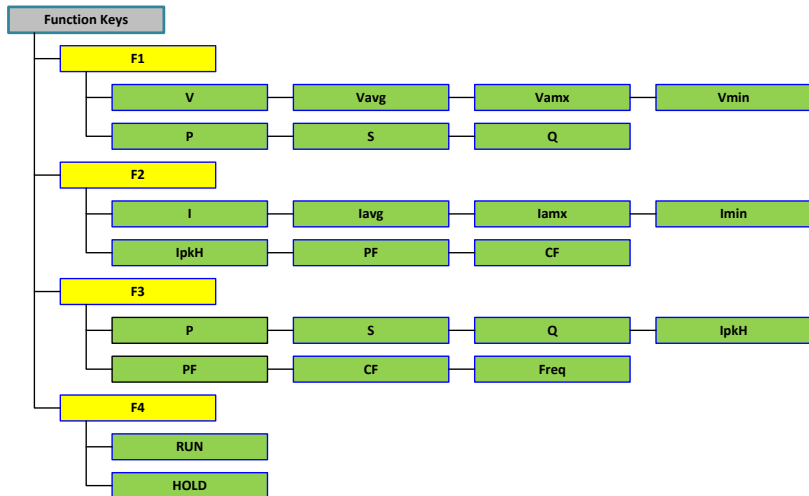 Function Keys
F1
V Vavg Vamx Vmin
P S Q
F2
I Iavg Iamx Imin
IpkH PF CF
F3
P S Q IpkH
PF CF Freq
F4
RUN
HOLD